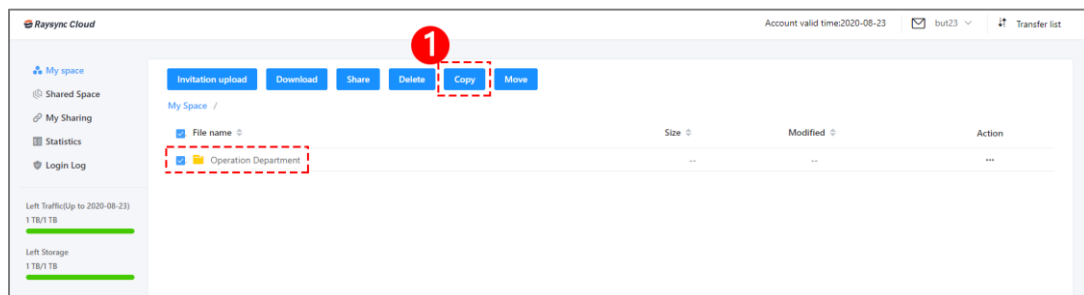 Raysync Cloud
Account valid time:2020-08-23 but23 Transfer list
1
My space
Shared Space
My Sharing
Statistics
Login Log
Left Traffic(Up to 2020-08-23)
1 TB/1 TB
Left Storage
1 TB/1 TB
Invitation upload Download Share Delete Copy Move
My Space /
File name Size Modified Action
Operation Department -- -- ···